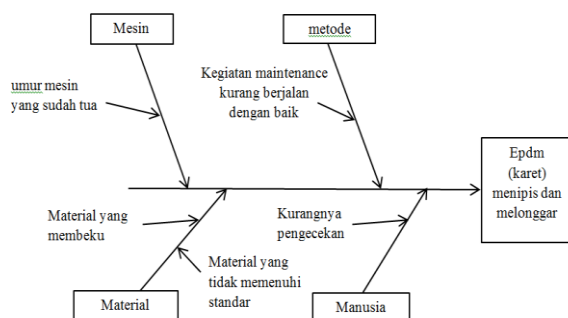 Mesin
metode
umur mesin
yang sudah tua
Kegiatan maintenance
kurang berjalan
dengan baik
Epdm
(karet)
menipis dan
melonggar
Material yang
membeku
Kurangnya
pengecekan
Material yang
tidak memenuhi
standar
Material
Manusia